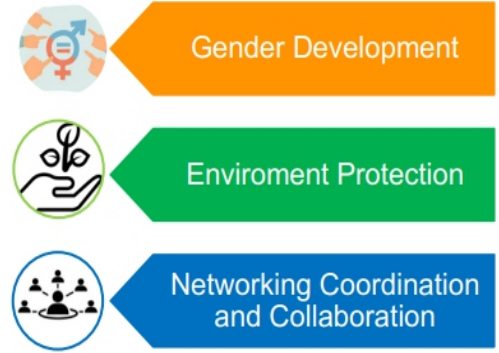 Gender Development
Enviroment Protection
Networking Coordination
and Collaboration